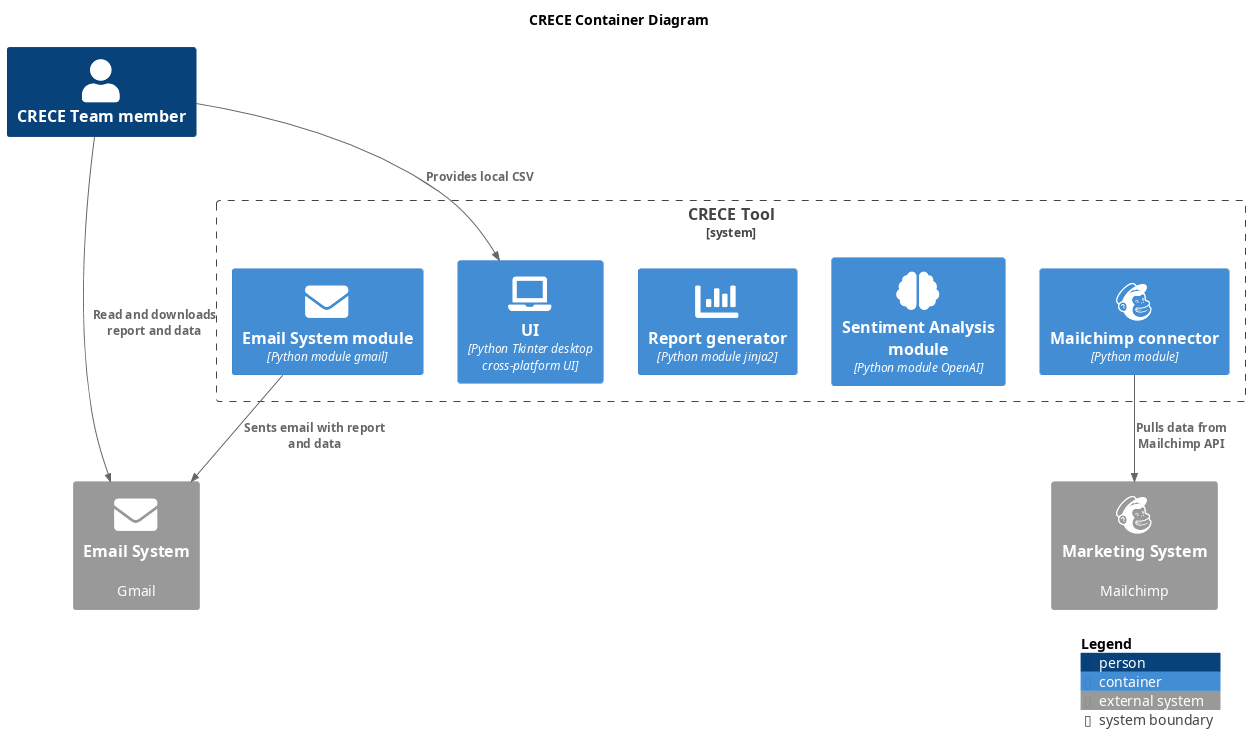 CRECE Container Diagram
CRECE Team member
Provides local CSV
CRECE Tool
[system]
Email System module
[Python module gmail]
UI
[Python Tkinter desktop
cross-platform UI]
Report generator
[Python module jinja2]
Sentiment Analysis
module
[Python module OpenAI]
Mailchimp connector
[Python module]
Read and downloads
report and data
Sents email with report
and data
Pulls data from
Mailchimp API
Email System
Gmail
Marketing System
Mailchimp
Legend
person
container
external system
system boundary